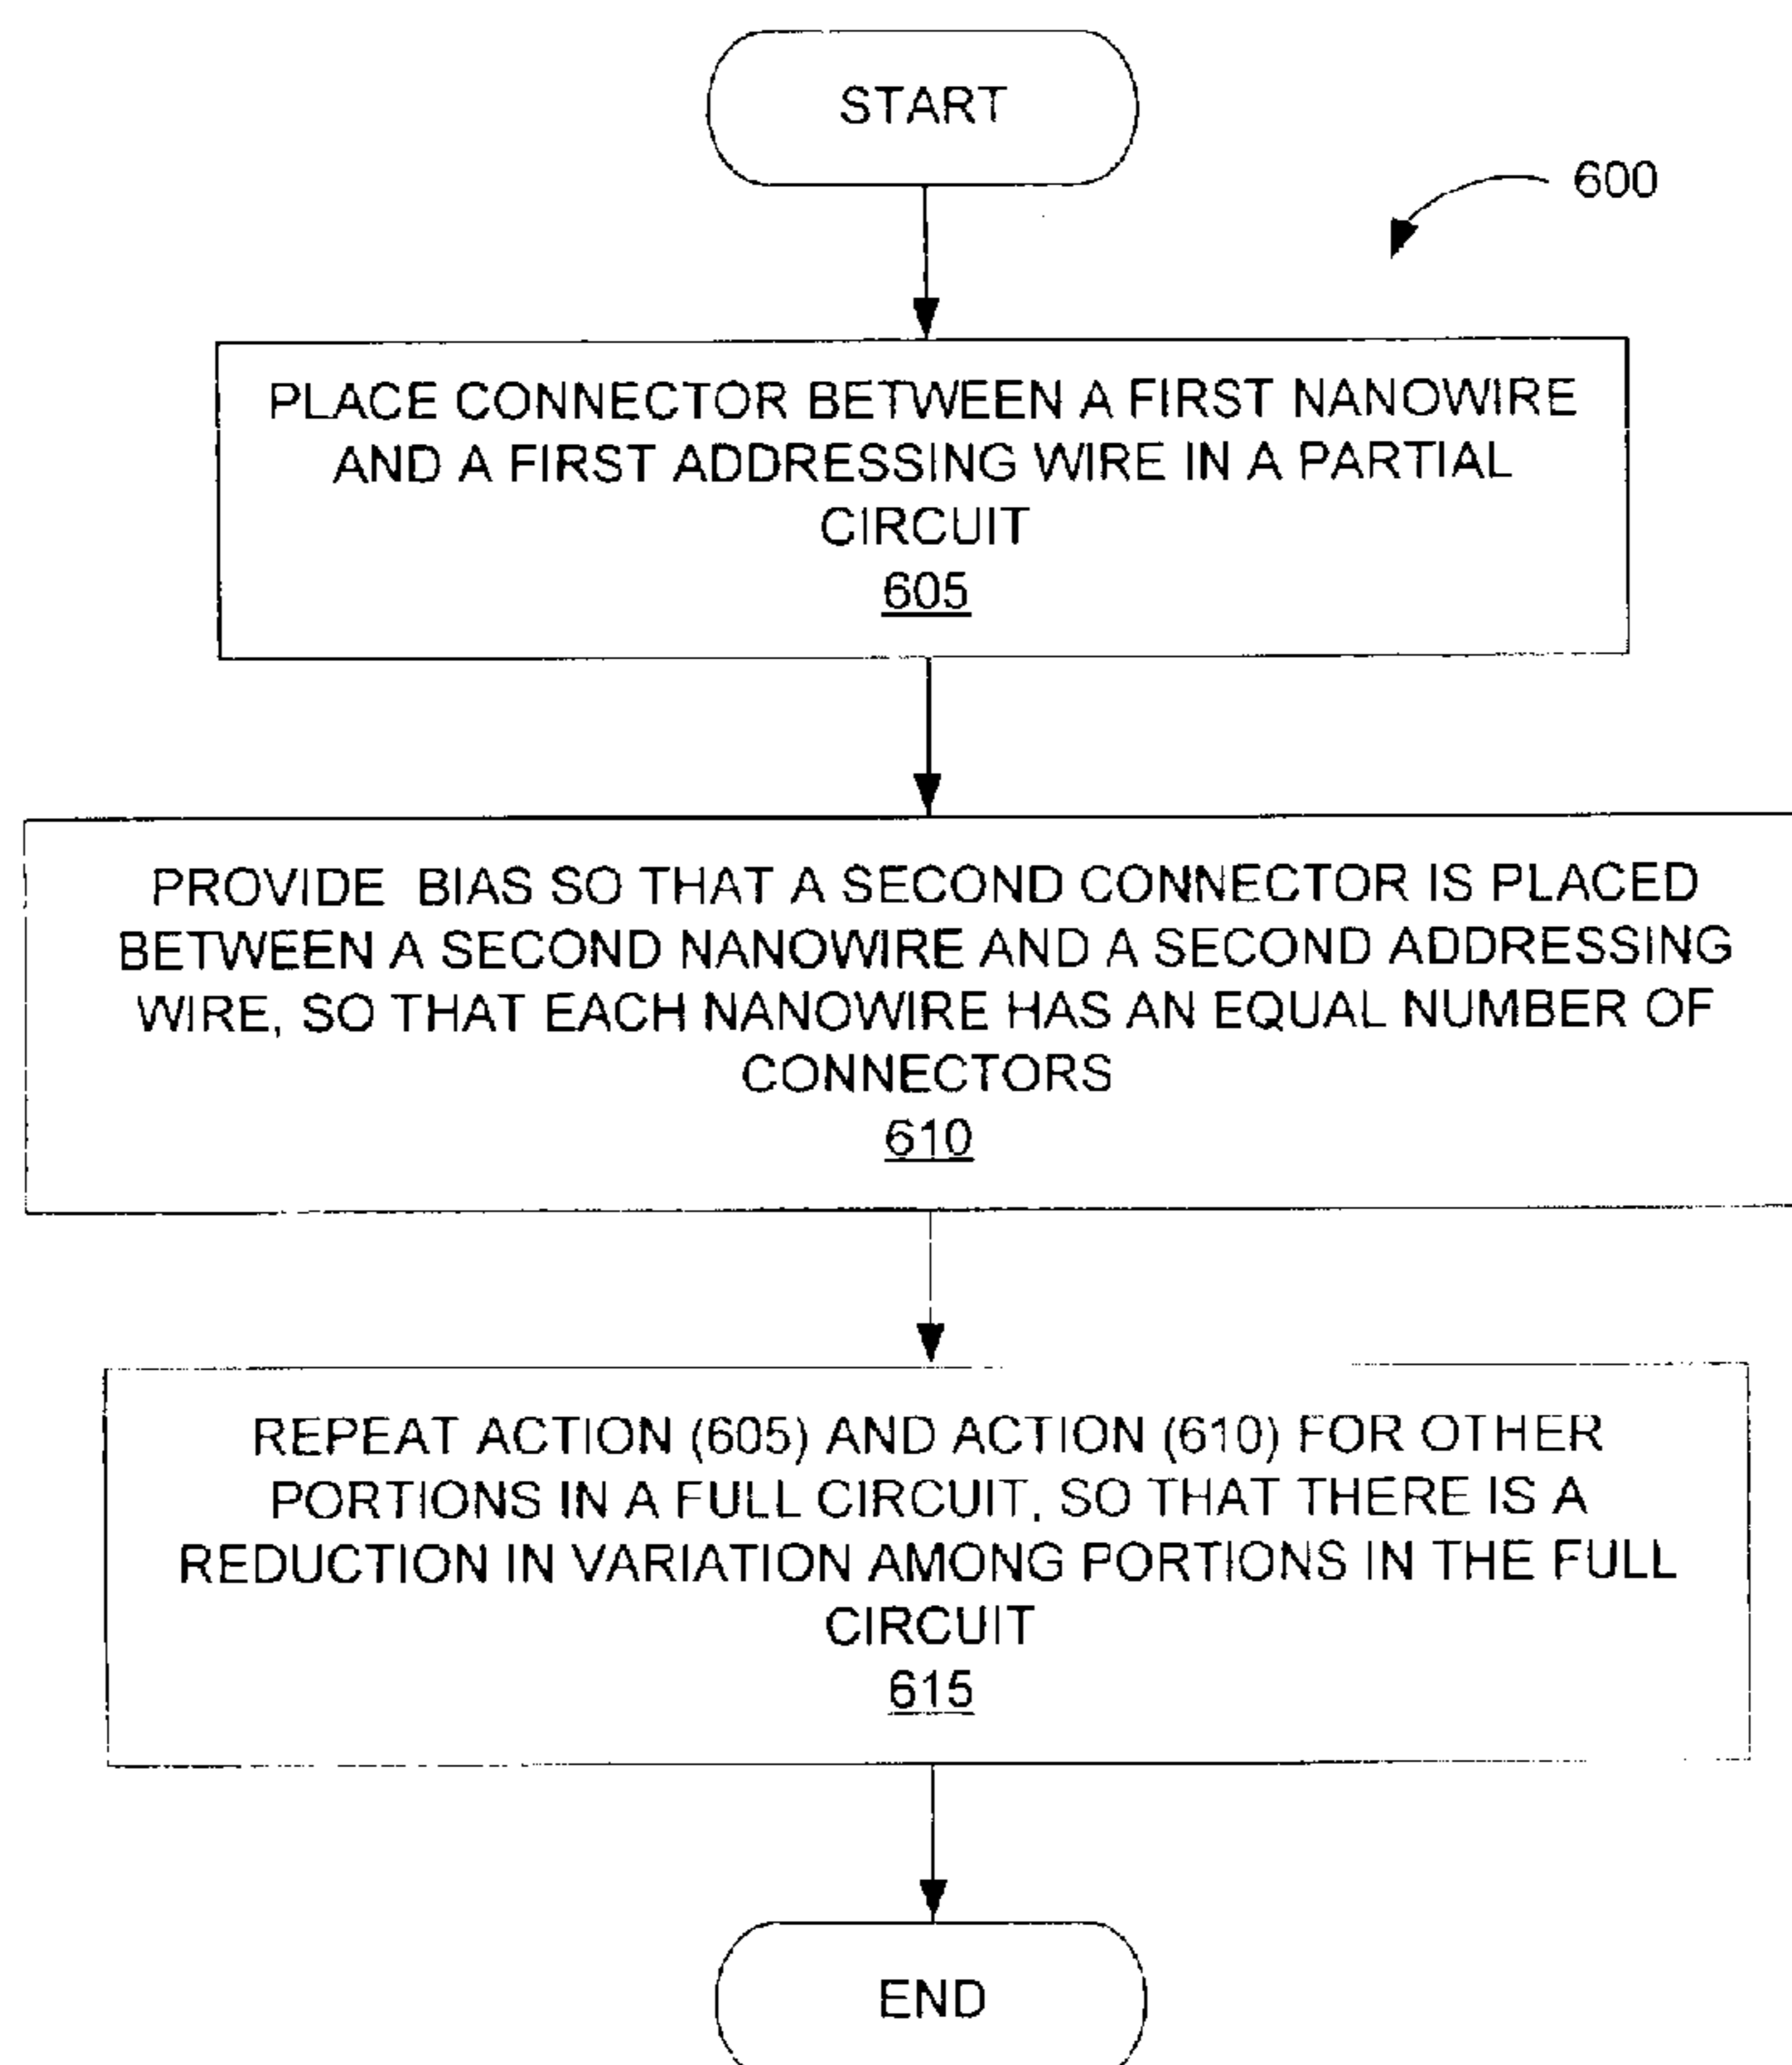 START
600
PLACE CONNECTOR BETWEEN A FIRST NANOWIRE
AND A FIRST ADDRESSING WIRE IN A PARTIAL
CIRCUIT
605
PROVIDE BIAS SO THAT A SECOND CONNECTOR IS PLACED
BETWEEN A SECOND NANOWIRE AND A SECOND ADDRESSING
WIRE, SO THAT EACH NANOWIRE HAS AN EQUAL NUMBER OF
CONNECTORS
610
REPEAT ACTION (605) AND ACTION (610) FOR OTHER
PORTIONS IN A FULL CIRCUIT, SO THAT THERE IS A
REDUCTION IN VARIATION AMONG PORTIONS IN THE FULL
CIRCUIT
615
END